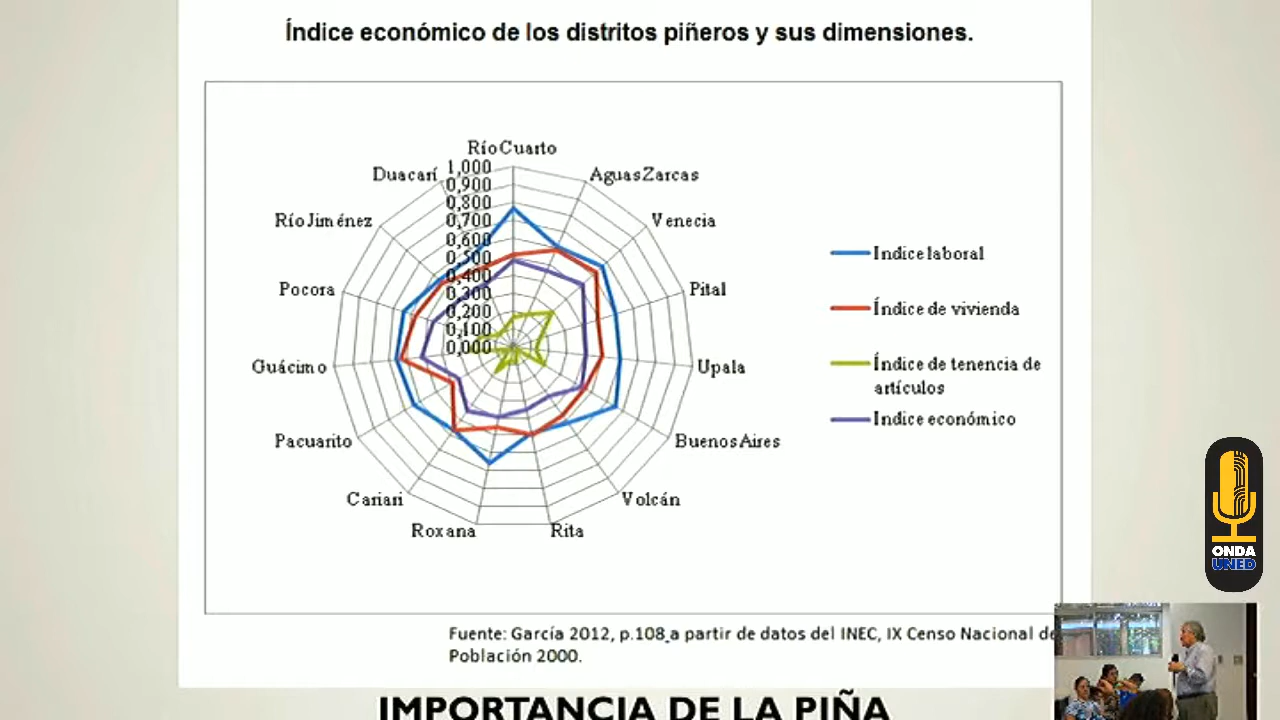 Índice económico de los distritos piñeros y sus dimensiones.
Río Cuarto
Aguas Zarcas
Venecia
Pital
Upala
Buenos Aires
Volcán
Rita
Roxana
Cariari
Pacuarito
Guácimo
Pocora
Río Jiménez
Duacarí
1,000
0,900
0,800
0,700
0,600
0,500
0,400
0,300
0,200
0,100
0,000
Indice laboral
Índice de vivienda
Índice de tenencia de
artículos
Indice económico
Fuente: García 2012, p.108 a partir de datos del INEC, IX Censo Nacional de
Población 2000.
IMPORTANCIA DE LA PIÑA
ONDA
UNED